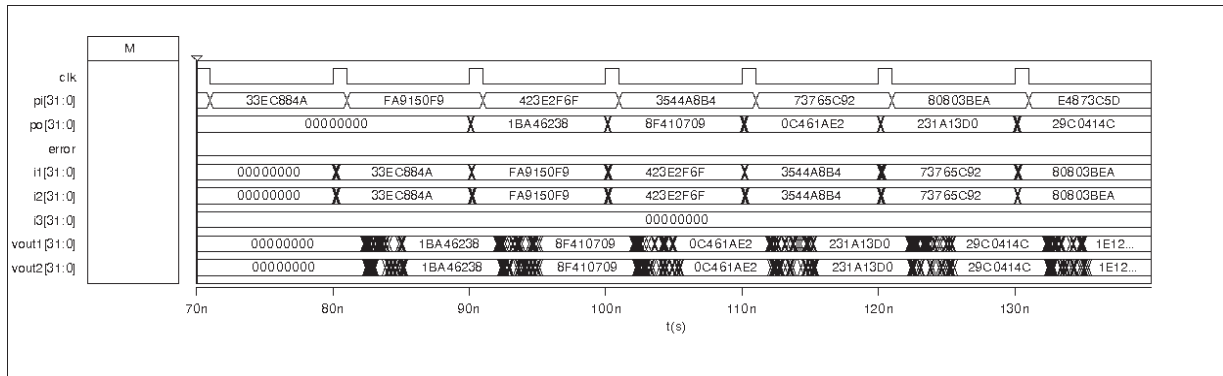 M
clk
pi[31:0] 33EC884A FA9150F9 423E2F6F 3544A8B4 73765C92 80803BEA E4873C5D
po[31:0] 00000000 1BA46238 8F410709 0C461AE2 231A13D0 29C0414C
error
i1[31:0] 00000000 33EC884A FA9150F9 423E2F6F 3544A8B4 73765C92 80803BEA
i2[31:0] 00000000 33EC884A FA9150F9 423E2F6F 3544A8B4 73765C92 80803BEA
i3[31:0] 00000000
vout1[31:0] 00000000 1BA46238 8F410709 0C461AE2 231A13D0 29C0414C 1E12...
vout2[31:0] 00000000 1BA46238 8F410709 0C461AE2 231A13D0 29C0414C 1E12...
70n 80n 90n 100n 110n 120n 130n
t(s)